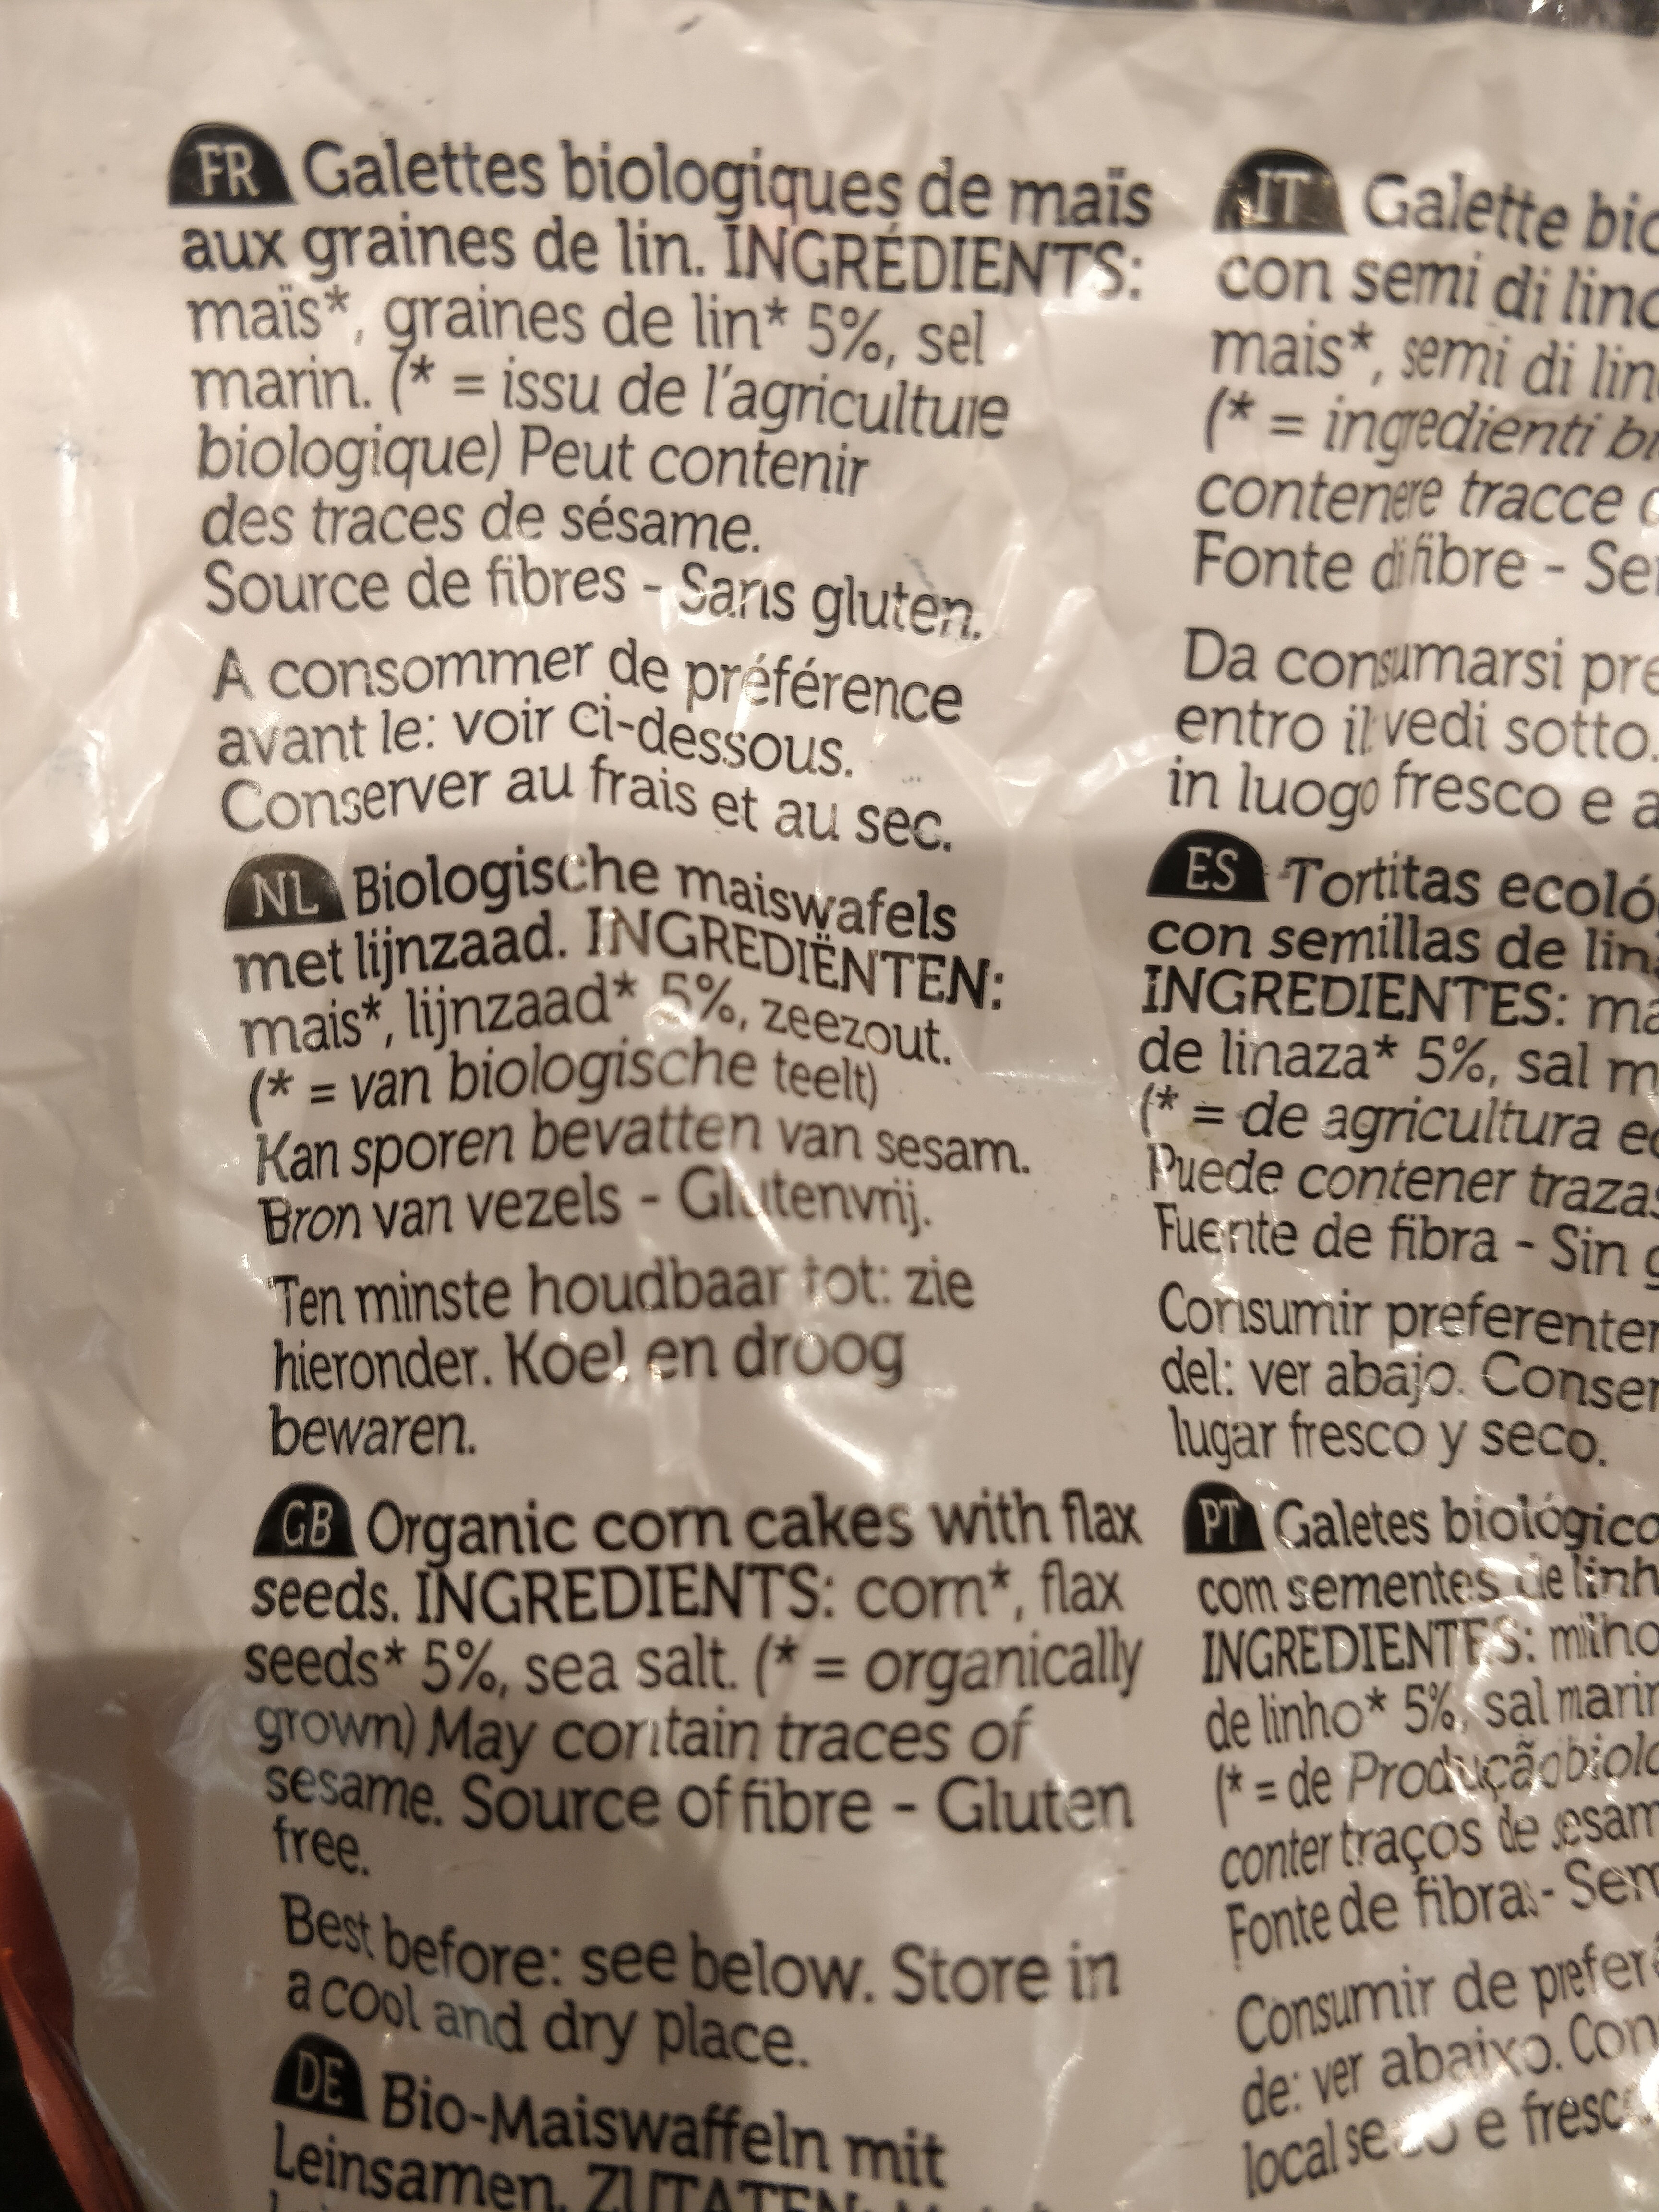 FR Galettes biologiques de maïs
aux graines de lin. INGRÉDIENTS:
maïs*, graines de lin* 5%, sel
marin. (* = issu de l'agriculture
biologique) Peut contenir
des traces de sésame.
Source de fibres - Sans gluten.
A consommer de préférence
avant le: voir ci-dessous.
Conserver au frais et au sec.
NL Biologische maiswafels
met lijnzaad. INGREDIËNTEN:
mais*, lijnzaad* 5%, zeezout.
(* = van biologische teelt)
Kan sporen bevatten van sesam.
Bron van vezels - Glutenvrij.
Ten minste houdbaar tot: zie
hieronder. Koel en droog
bewaren.
GB Organic corn cakes with flax
seeds. INGREDIENTS: corn*, flax
seeds* 5%, sea salt. (* = organically
grown) May contain traces of
sesame. Source of fibre - Gluten
free.
Best before: see below. Store in
a cool and dry place.
DE Bio-Maiswaffeln mit
Leinsamen. ZUTATEN:
IT Galette
con semi di
mais*, semi di
(* = ingredienti
contenere tracce
Fonte di fibre -
Da consumarsi
entro il: vedi sotto.
in luogo fresco e
ES Tortitas
con semillas de
INGREDIENTES:
de linaza* 5%, sal
(* = de agricultura
Puede contener
Fuente de fibra - Sin
Consumir
del: ver abajo.
lugar fresco y seco.
PT Galetes
com sementes de
INGREDIENTES: milho
de linho* 5%, sal
(* = de Produção
conter traços de
Fonte de fibra: -
Consumir de
de: ver abaixo.
local seco e